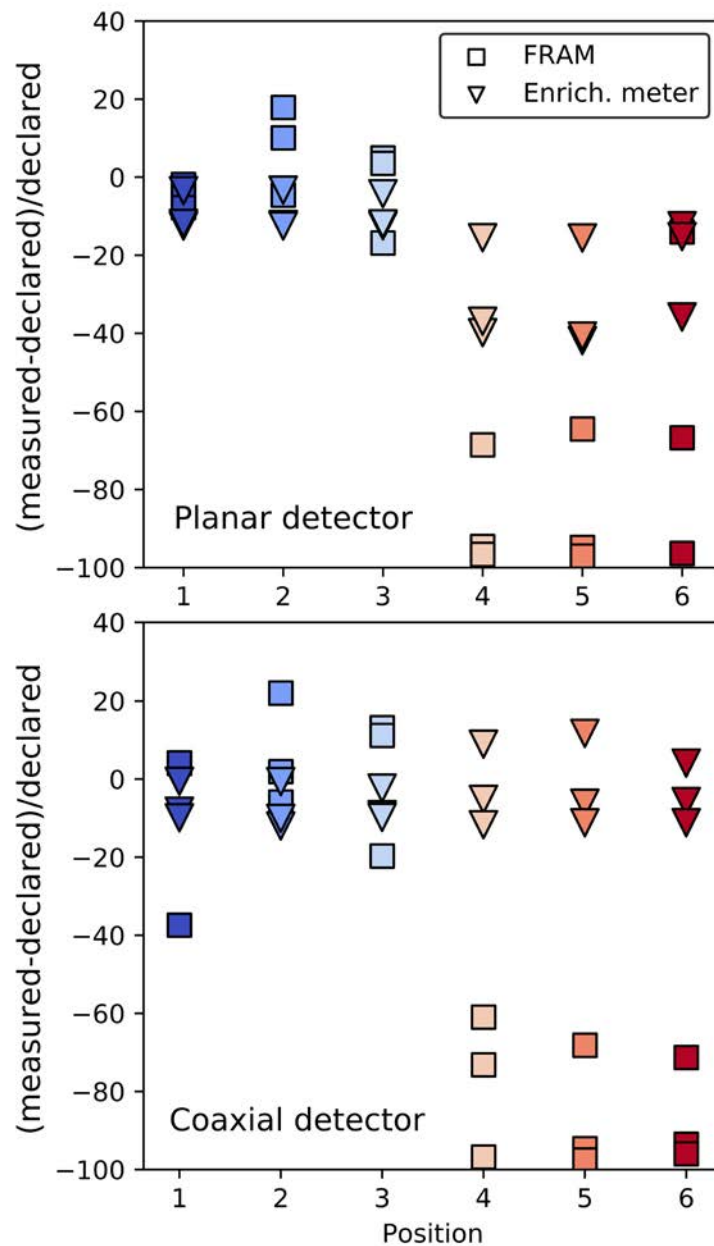 40
20
0
−20
−40
−60
−80
−100
(measured-declared)/declared
FRAM
Enrich. meter
Planar detector
1 2 3 4 5 6
40
20
0
−20
−40
−60
−80
−100
(measured-declared)/declared
Coaxial detector
1 2 3 4 5 6
Position